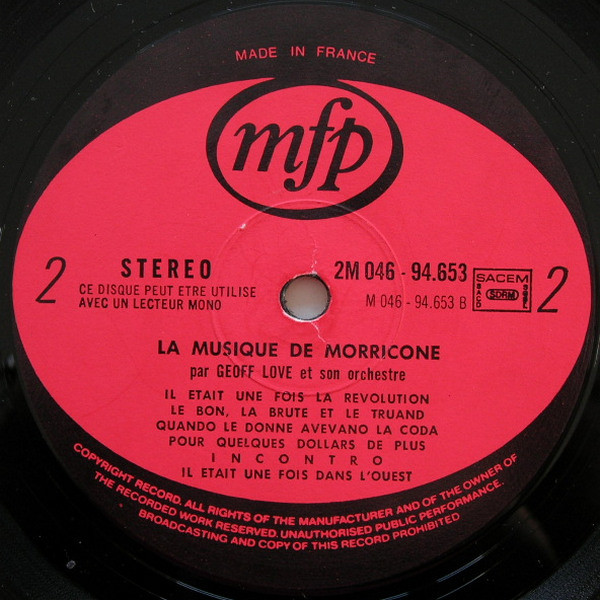 MADE IN FRANCE
mfp
2
STEREO
CE DISQUE PEUT ETRE UTILISE
AVEC UN LECTEUR MONO
2M 046 - 94.653
M 046 - 94.653 B
SACEM
SACD
SDRM
2
LA MUSIQUE DE MORRICONE
par GEOFF LOVE et son orchestre
IL ETAIT UNE FOIS LA REVOLUTION
LE BON, LA BRUTE ET LE TRUAND
QUANDO LE DONNE AVEVANO LA CODA
POUR QUELQUES DOLLARS DE PLUS
INCONTRO
IL ETAIT UNE FOIS DANS L'OUEST
COPYRIGHT RECORD. ALL RIGHTS OF THE MANUFACTURER AND OF THE OWNER OF
THE RECORDED WORK RESERVED. UNAUTHORISED PUBLIC PERFORMANCE.
BROADCASTING AND COPY OF THIS RECORD PROHIBITED